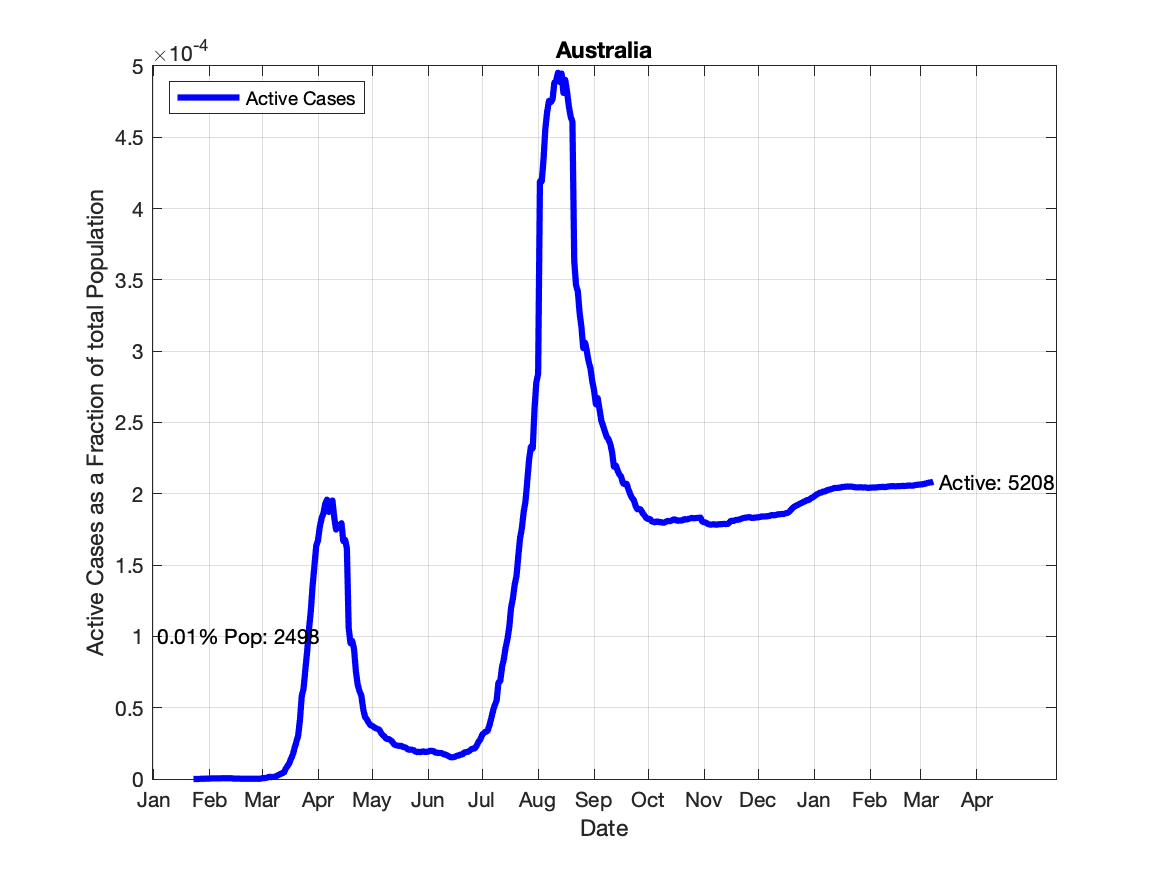 Australia
×10-4
Active Cases
5
4.5
4
3.5
3
2.5
2
1.5
1
0.5
0
Active Cases as a Fraction of total Population
0.01% Pop: 2498
Active: 5208
Jan Feb Mar Apr May Jun Jul Aug Sep Oct Nov Dec Jan Feb Mar Apr
Date